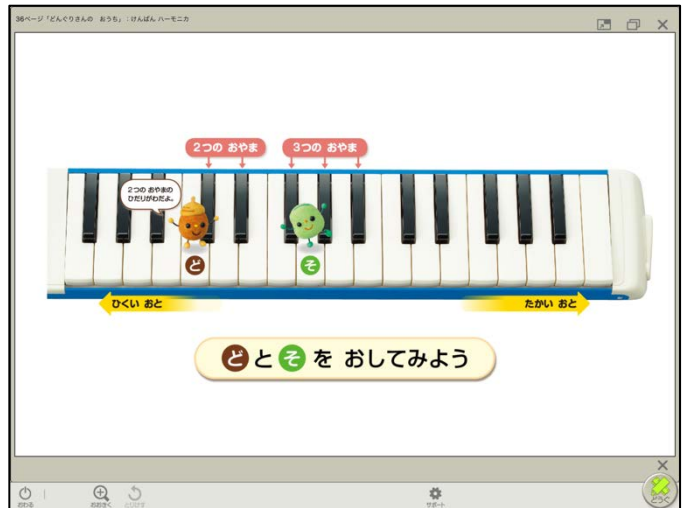 36ページ「どんぐりさんの おうち」：けんばん ハーモニカ
2つの おやま
3つの おやま
2つの おやまの
ひだりがわだよ。
ど
そ
ひくい おと
たかい おと
どとそを おしてみよう
おわる
おおきく
とりけす
サポート
どうぐ